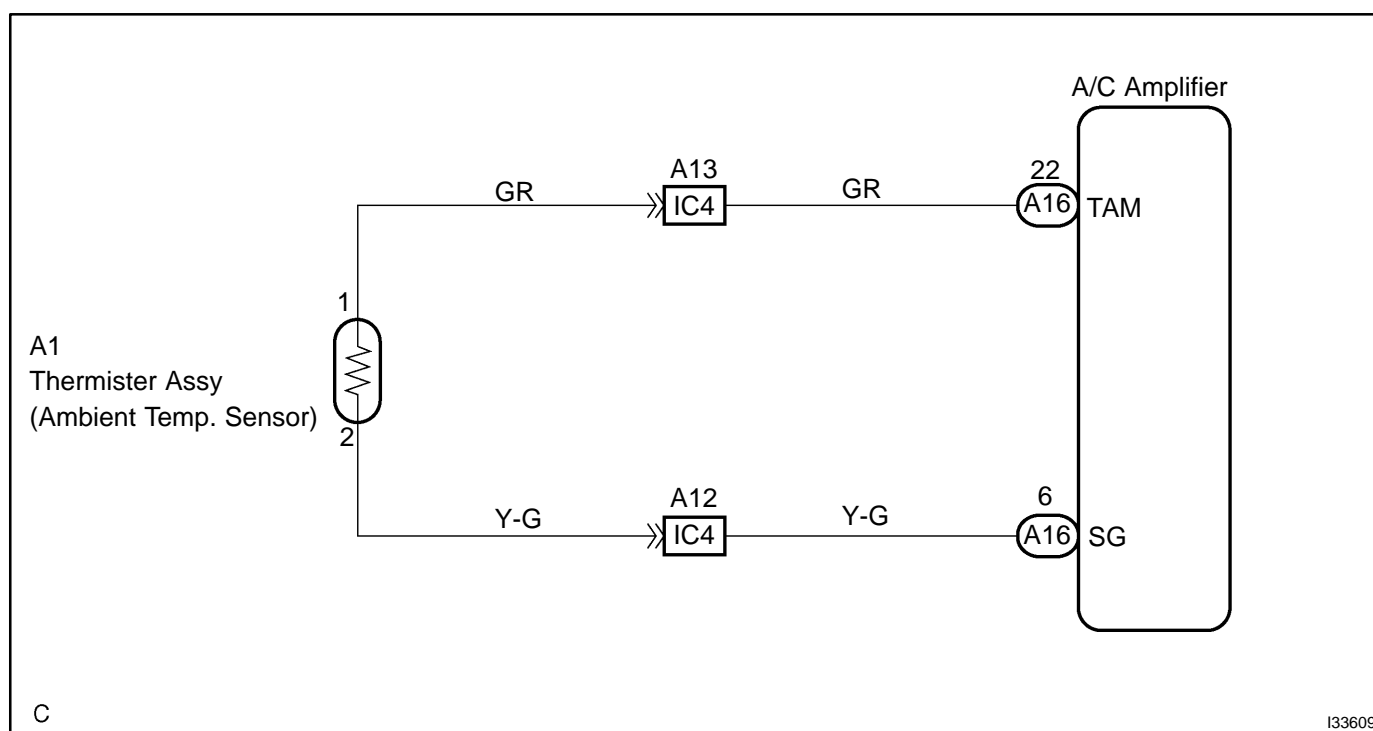 A/C Amplifier
A13
22
GR
GR
IC4
A16
TAM
1
A1
Thermister Assy
(Ambient Temp. Sensor)
2
A12
6
Y-G
Y-G
IC4
A16
SG
C
I33609